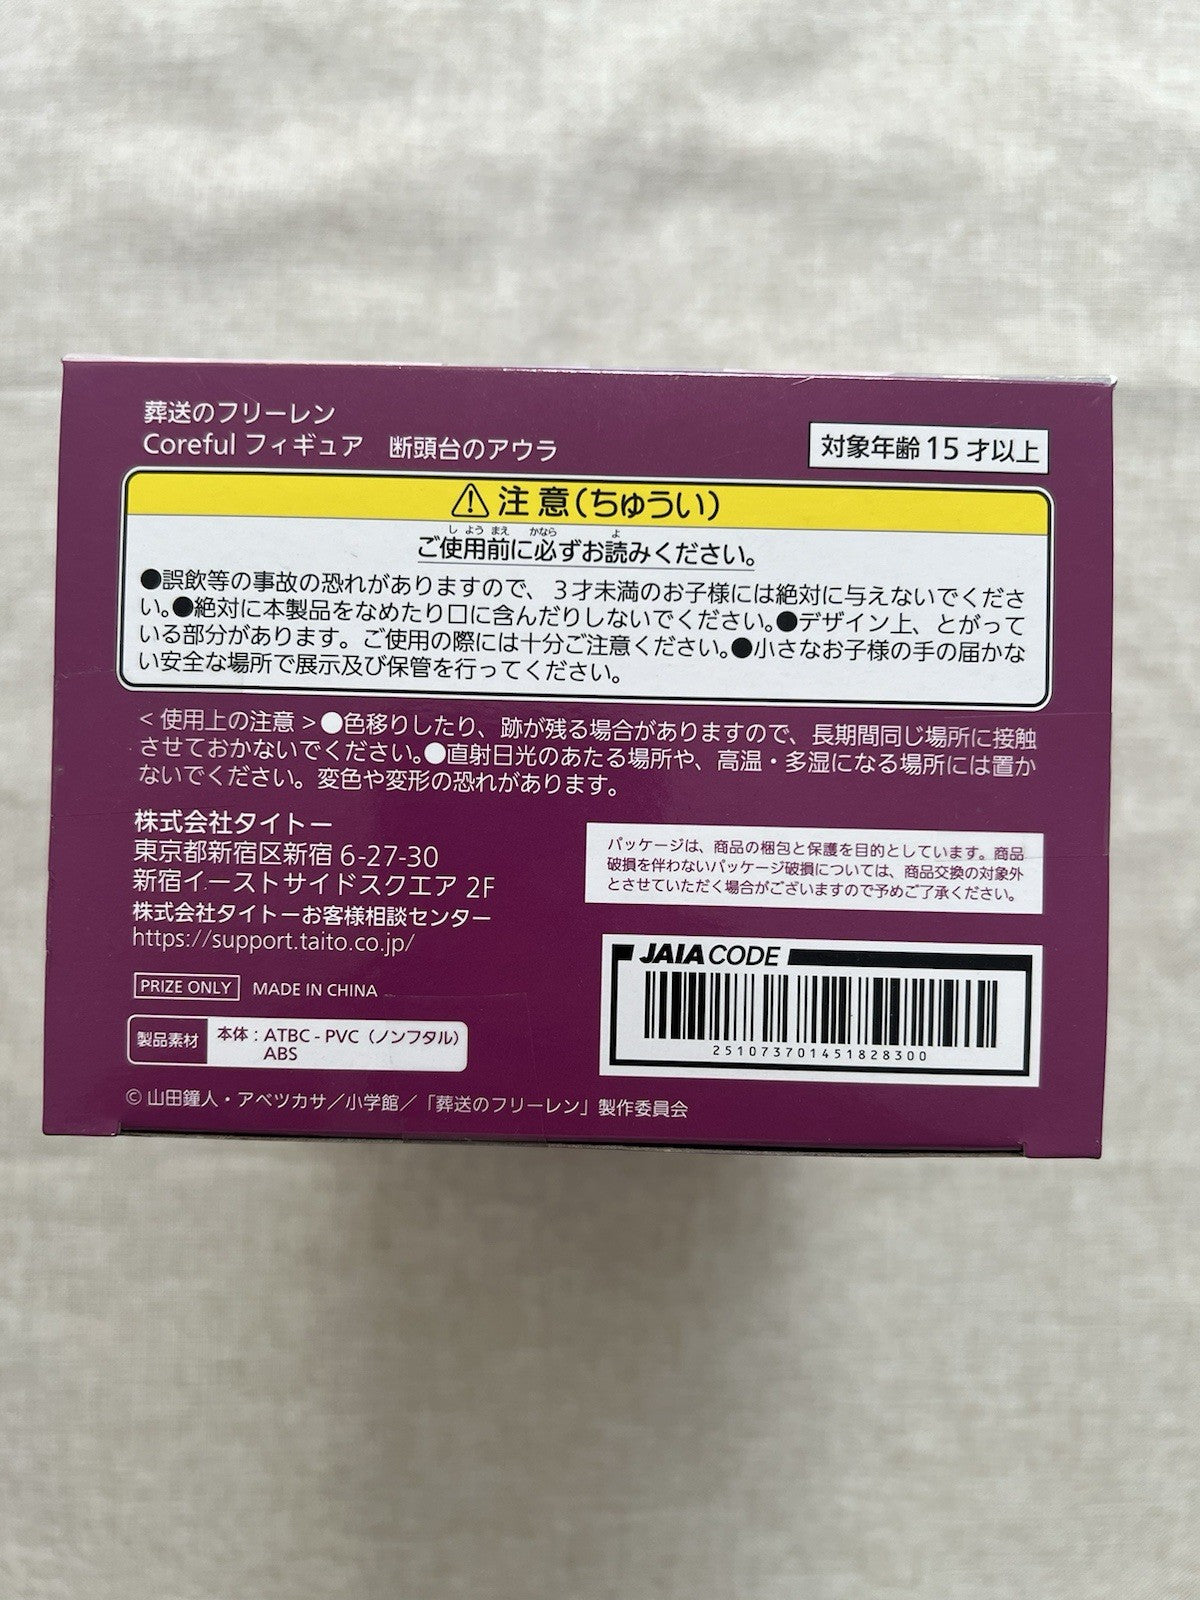 葬送のフリーレン
Coreful フィギュア　断頭台のアウラ
対象年齢 15 才以上
⚠ 注 意（ちゅうい）
し よう まえ かなら よ
ご使用前に必ずお読みください。
●誤飲等の事故の恐れがありますので、３才未満のお子様には絶対に与えないでくださ
い。●絶対に本製品をなめたり口に含んだりしないでください。●デザイン上、とがって
いる部分があります。ご使用の際には十分ご注意ください。●小さなお子様の手の届かな
い安全な場所で展示及び保管を行ってください。
＜使用上の注意＞●色移りしたり、跡が残る場合がありますので、長期間同じ場所に接触
させておかないでください。●直射日光のあたる場所や、高温・多湿になる場所には置か
ないでください。変色や変形の恐れがあります。
株式会社タイトー
東京都新宿区新宿 6-27-30
新宿イーストサイドスクエア 2F
株式会社タイトーお客様相談センター
https://support.taito.co.jp/
パッケージは、商品の梱包と保護を目的としています。商品
破損を伴わないパッケージ破損については、商品交換の対象外
とさせていただく場合がございますので予めご了承ください。
PRIZE ONLY MADE IN CHINA
製品素材 本体：ATBC - PVC（ノンフタル）
ABS
JAIA CODE
251073701451828300
© 山田鐘人・アベツカサ／小学館／「葬送のフリーレン」製作委員会